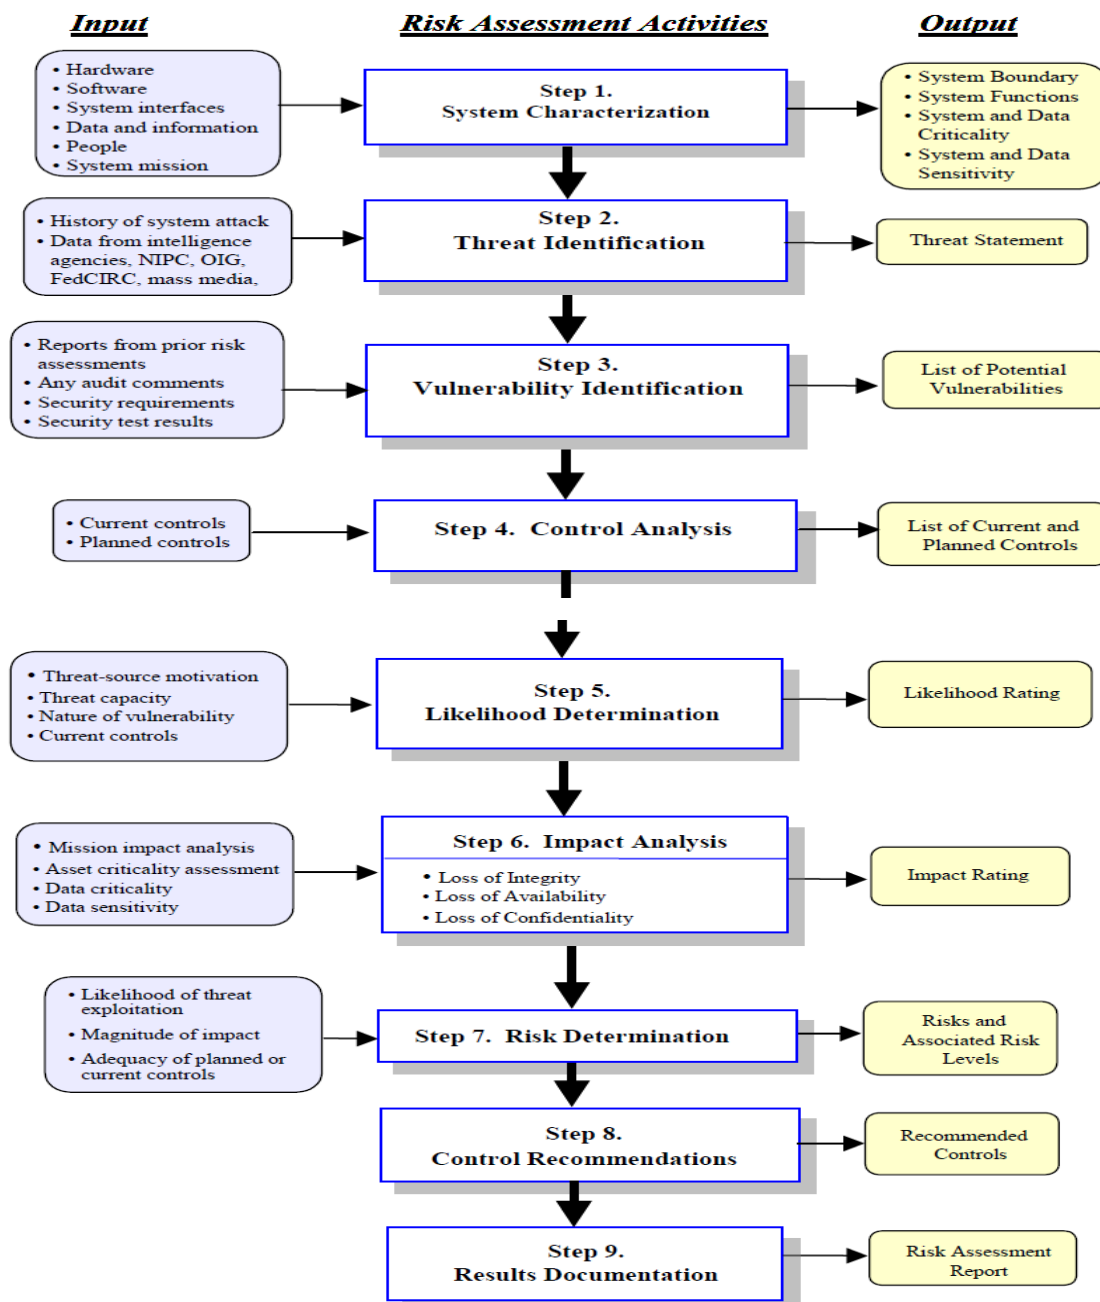 Input
Risk Assessment Activities
Output
• Hardware
• Software
• System interfaces
• Data and information
• People
• System mission
Step 1.
System Characterization
• System Boundary
• System Functions
• System and Data
Criticality
• System and Data
Sensitivity
• History of system attack
• Data from intelligence
agencies, NIPC, OIG,
FedCIRC, mass media,
Step 2.
Threat Identification
Threat Statement
• Reports from prior risk
assessments
• Any audit comments
• Security requirements
• Security test results
Step 3.
Vulnerability Identification
List of Potential
Vulnerabilities
• Current controls
• Planned controls
Step 4. Control Analysis
List of Current and
Planned Controls
• Threat-source motivation
• Threat capacity
• Nature of vulnerability
• Current controls
Step 5.
Likelihood Determination
Likelihood Rating
• Mission impact analysis
• Asset criticality assessment
• Data criticality
• Data sensitivity
Step 6. Impact Analysis
• Loss of Integrity
• Loss of Availability
• Loss of Confidentiality
Impact Rating
• Likelihood of threat
exploitation
• Magnitude of impact
• Adequacy of planned or
current controls
Step 7. Risk Determination
Risks and
Associated Risk
Levels
Step 8.
Control Recommendations
Recommended
Controls
Step 9.
Results Documentation
Risk Assessment
Report